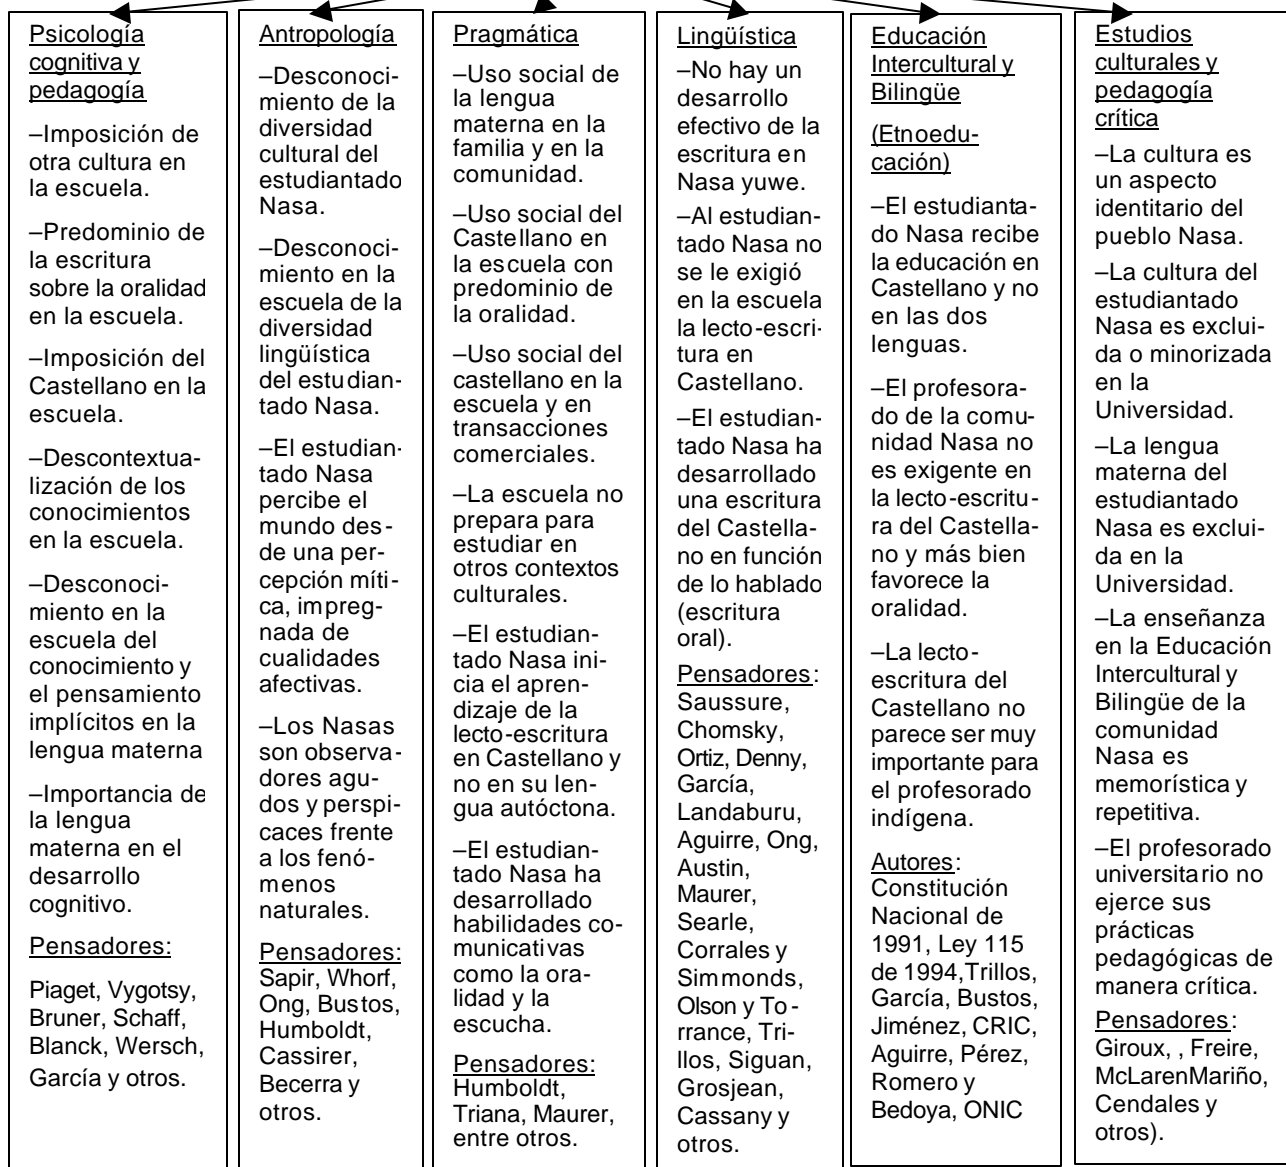 Psicología
cognitiva y
pedagogía
–Imposición de
otra cultura en
la escuela.
–Predominio de
la escritura
sobre la oralidad
en la escuela.
–Imposición del
Castellano en la
escuela.
–Descontextua-
lización de los
conocimientos
en la escuela.
–Desconoci-
miento en la
escuela del
conocimiento y
el pensamiento
implícitos en la
lengua materna
–Importancia de
la lengua
materna en el
desarrollo
cognitivo.
Pensadores:
Piaget, Vygotsy,
Bruner, Schaff,
Blanck, Wersch,
García y otros.
Antropología
–Desconoci-
miento de la
diversidad
cultural del
estudiantado
Nasa.
–Desconoci-
miento en la
escuela de la
diversidad
lingüística
del estudian-
tado Nasa.
–El estudian-
tado Nasa
percibe el
mundo des-
de una per-
cepción míti-
ca, impreg-
nada de
cualidades
afectivas.
–Los Nasas
son observa-
dores agu-
dos y perspi-
caces frente
a los fenó-
menos
naturales.
Pensadores:
Sapir, Whorf,
Ong, Bustos,
Humboldt,
Cassirer,
Becerra y
otros.
Pragmática
–Uso social de
la lengua
materna en la
familia y en la
comunidad.
–Uso social del
Castellano en
la escuela con
predominio de
la oralidad.
–Uso social del
castellano en la
escuela y en
transacciones
comerciales.
–La escuela no
prepara para
estudiar en
otros contextos
culturales.
–El estudian-
tado Nasa ini-
cia el apren-
dizaje de la
lecto-escritura
en Castellano y
no en su len-
gua autóctona.
–El estudian-
tado Nasa ha
desarrollado
habilidades co-
municativas
como la ora-
lidad y la
escucha.
Pensadores:
Humboldt,
Triana, Maurer,
entre otros.
Lingüística
–No hay un
desarrollo
efectivo de la
escritura en
Nasa yuwe.
–Al estudian-
tado Nasa no
se le exigió
en la escuela
la lecto-escri-
tura en
Castellano.
–El estudian-
tado Nasa ha
desarrollado
una escritura
del Castella-
no en función
de lo hablado
(escritura
oral).
Pensadores:
Saussure,
Chomsky,
Ortiz, Denny,
García,
Landaburu,
Aguirre, Ong,
Austin,
Maurer,
Searle,
Corrales y
Simmonds,
Olson y To-
rrance, Tri-
llos, Siguan,
Grosjean,
Cassany y
otros.
Educación
Intercultural y
Bilingüe
(Etnoedu-
cación)
–El estudianta-
do Nasa recibe
la educación en
Castellano y no
en las dos
lenguas.
–El profesora-
do de la comu-
nidad Nasa no
es exigente en
la lecto-escritu-
ra del Castella-
no y más bien
favorece la
oralidad.
–La lecto-
escritura del
Castellano no
parece ser muy
importante para
el profesorado
indígena.
Autores:
Constitución
Nacional de
1991, Ley 115
de 1994,Trillos,
García, Bustos,
Jiménez, CRIC,
Aguirre, Pérez,
Romero y
Bedoya, ONIC
Estudios
culturales y
pedagogía
crítica
–La cultura es
un aspecto
identitario del
pueblo Nasa.
–La cultura del
estudiantado
Nasa es exclui-
da o minorizada
en la
Universidad.
–La lengua
materna del
estudiantado
Nasa es exclui-
da en la
Universidad.
–La enseñanza
en la Educación
Intercultural y
Bilingüe de la
comunidad
Nasa es
memorística y
repetitiva.
–El profesorado
universitario no
ejerce sus
prácticas
pedagógicas de
manera crítica.
Pensadores:
Giroux, , Freire,
McLarenMariño,
Cendales y
otros).